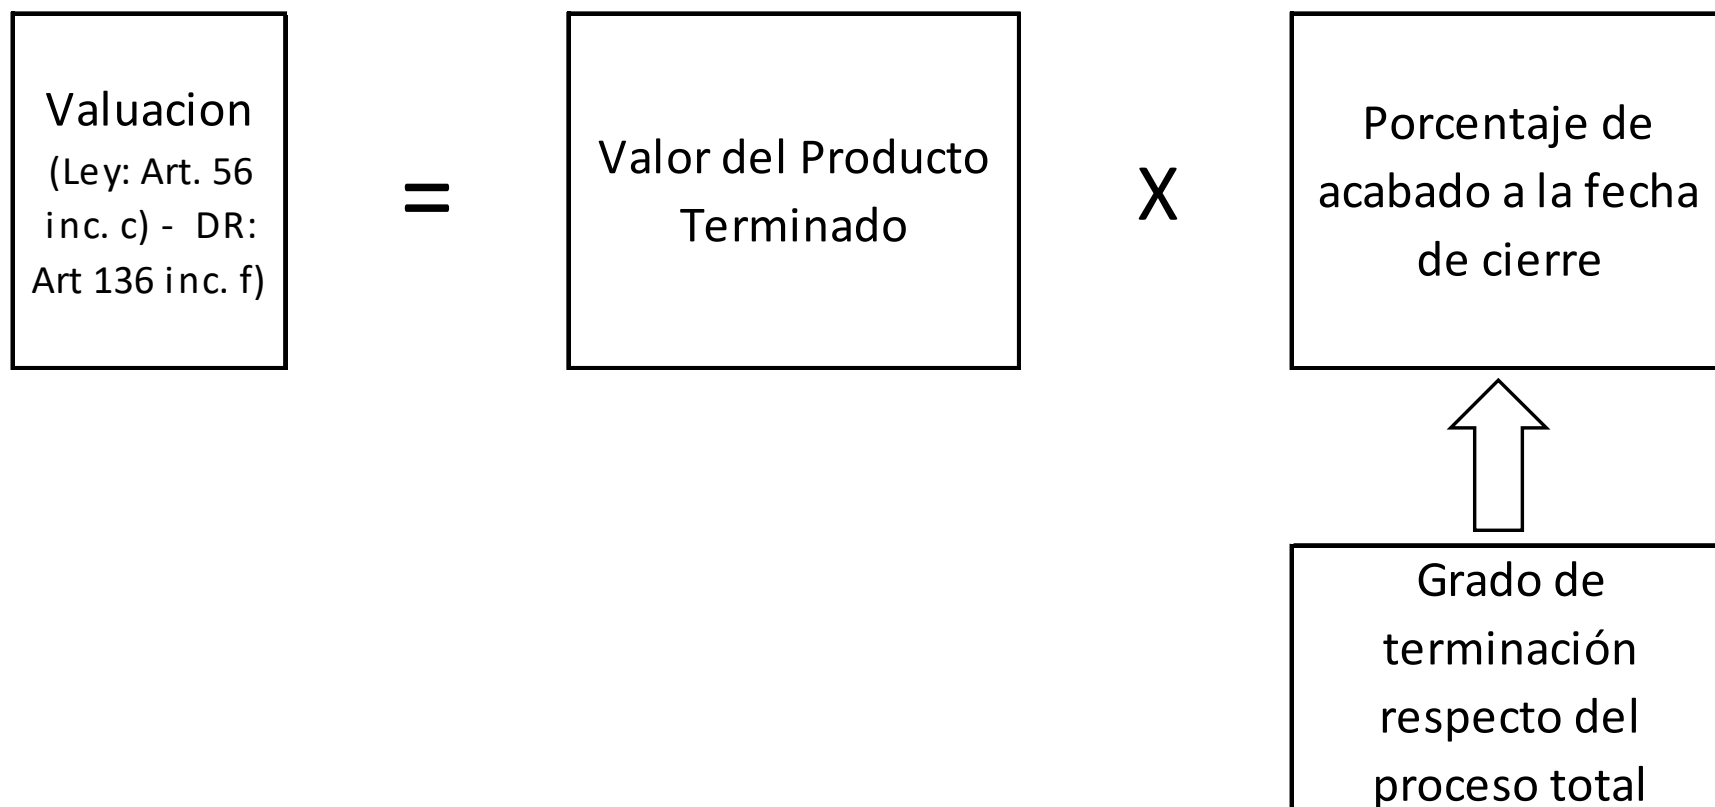 Valuacion
(Ley: Art. 56
inc. c) - DR:
Art 136 inc. f)
=
Valor del Producto
Terminado
X
Porcentaje de
acabado a la fecha
de cierre
Grado de
terminación
respecto del
proceso total